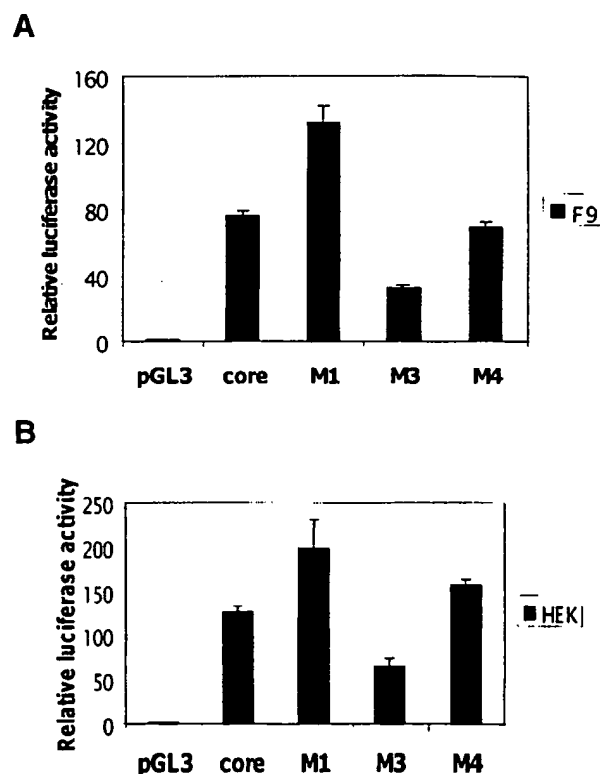 A
Relative luciferase activity
160
120
80
40
0
pGL3 core M1 M3 M4
F9
B
Relative luciferase activity
250
200
150
100
50
0
pGL3 core M1 M3 M4
HEK